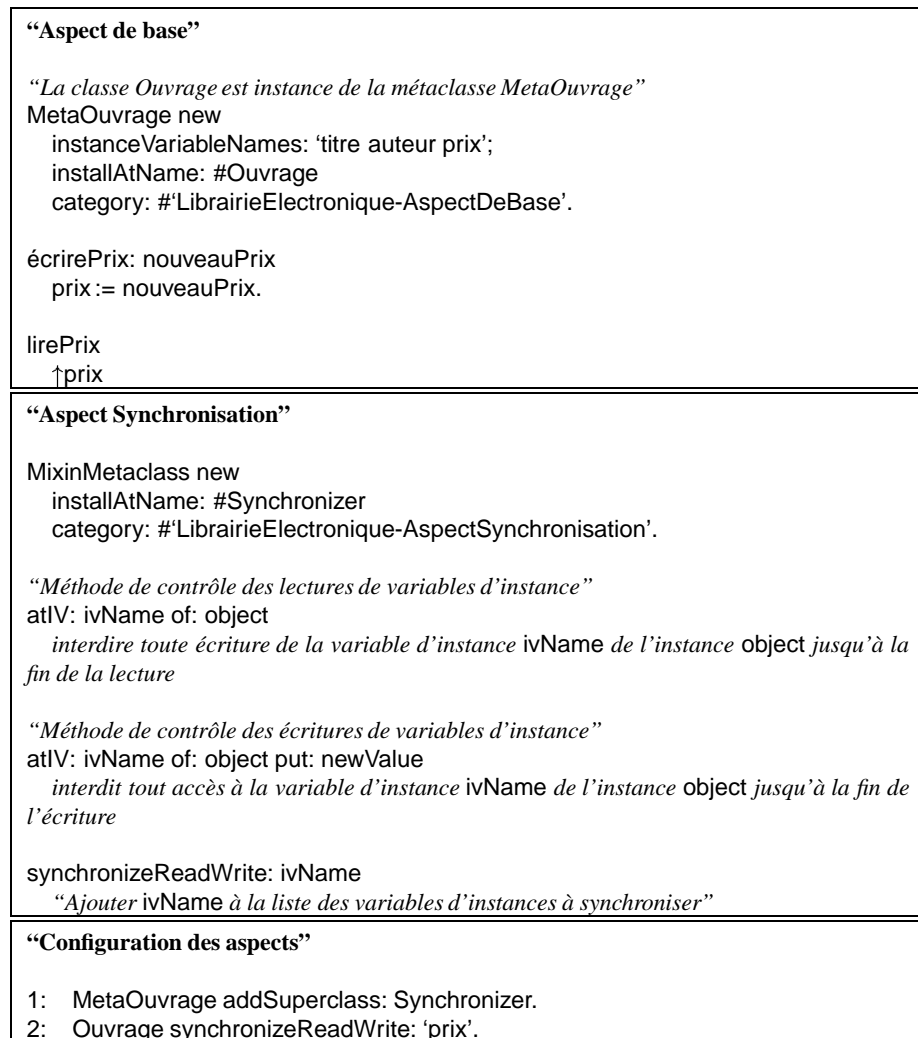 “Aspect de base”
“La classe Ouvrage est instance de la métaclasse MetaOuvrage”
MetaOuvrage new
instanceVariableNames: ‘titre auteur prix’;
installAtName: #Ouvrage
category: #‘LibrairieElectronique-AspectDeBase’.
écrirePrix: nouveauPrix
prix := nouveauPrix.
lirePrix
↑prix
“Aspect Synchronisation”
MixinMetaclass new
installAtName: #Synchronizer
category: #‘LibrairieElectronique-AspectSynchronisation’.
“Méthode de contrôle des lectures de variables d’instance”
atIV: ivName of: object
interdire toute écriture de la variable d’instance ivName de l’instance object jusqu’à la
fin de la lecture
“Méthode de contrôle des écritures de variables d’instance”
atIV: ivName of: object put: newValue
interdit tout accès à la variable d’instance ivName de l’instance object jusqu’à la fin de
l’écriture
synchronizeReadWrite: ivName
“Ajouter ivName à la liste des variables d’instances à synchroniser”
“Configuration des aspects”
1: MetaOuvrage addSuperclass: Synchronizer.
2: Ouvrage synchronizeReadWrite: ‘prix’.